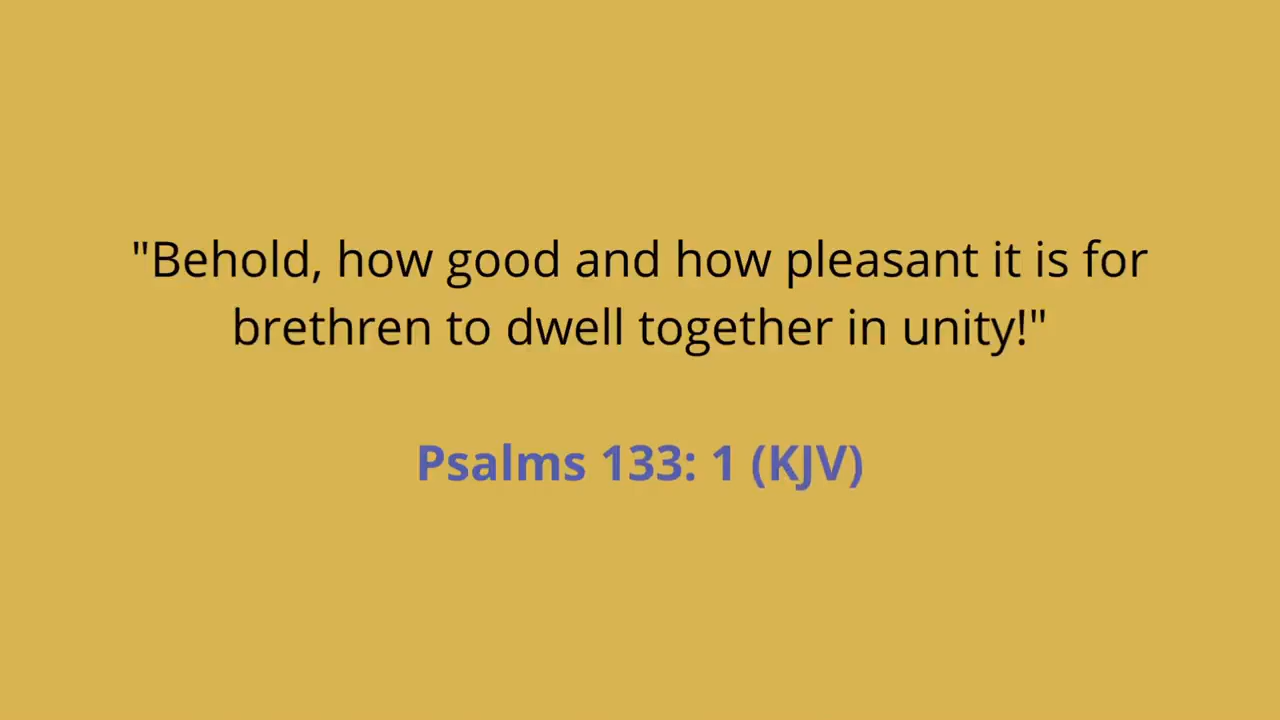 "Behold, how good and how pleasant it is for
brethren to dwell together in unity!"
Psalms 133: 1 (KJV)